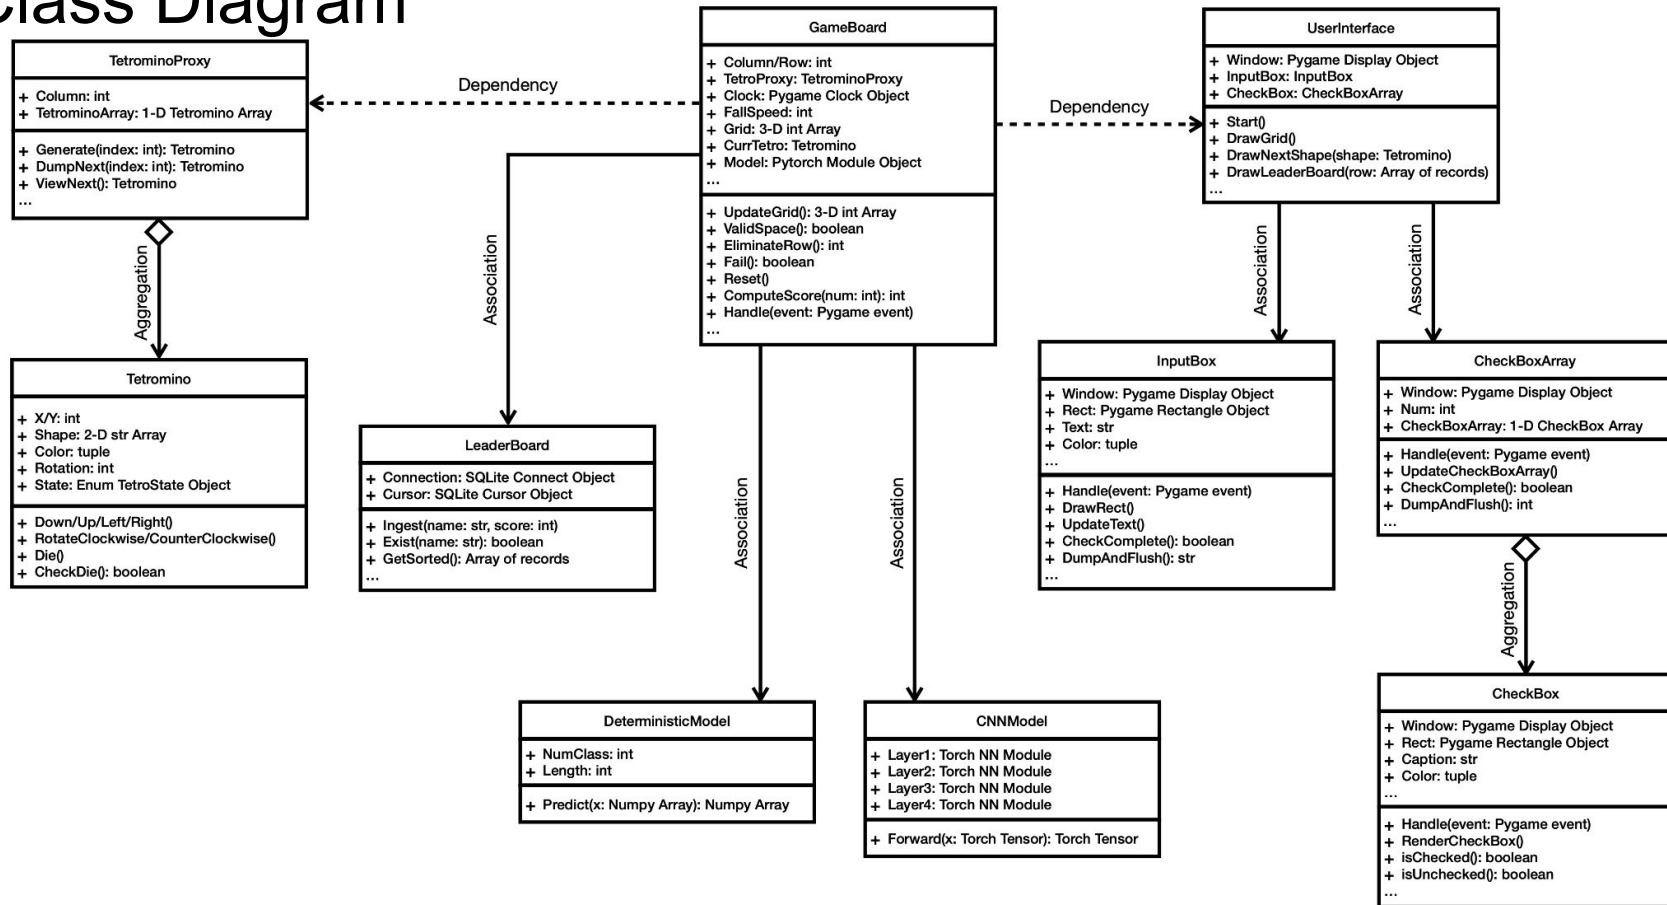 Class Diagram
TetrominoProxy
+ Column: int
+ TetrominoArray: 1-D Tetromino Array
+ Generate(index: int): Tetromino
+ DumpNext(index: int): Tetromino
+ ViewNext(): Tetromino
...
Dependency
GameBoard
+ Column/Row: int
+ TetroProxy: TetrominoProxy
+ Clock: Pygame Clock Object
+ FallSpeed: int
+ Grid: 3-D int Array
+ CurrTetro: Tetromino
+ Model: Pytorch Module Object
...
+ UpdateGrid(): 3-D int Array
+ ValidSpace(): boolean
+ EliminateRow(): int
+ Fail(): boolean
+ Reset()
+ ComputeScore(num: int): int
+ Handle(event: Pygame event)
...
Dependency
UserInterface
+ Window: Pygame Display Object
+ InputBox: InputBox
+ CheckBox: CheckBoxArray
+ Start()
+ DrawGrid()
+ DrawNextShape(shape: Tetromino)
+ DrawLeaderBoard(row: Array of records)
...
Aggregation
Association
Association
Association
Tetromino
+ X/Y: int
+ Shape: 2-D str Array
+ Color: tuple
+ Rotation: int
+ State: Enum TetroState Object
+ Down/Up/Left/Right()
+ RotateClockwise/CounterClockwise()
+ Die()
+ CheckDie(): boolean
LeaderBoard
+ Connection: SQLite Connect Object
+ Cursor: SQLite Cursor Object
+ Ingest(name: str, score: int)
+ Exist(name: str): boolean
+ GetSorted(): Array of records
...
Association
Association
InputBox
+ Window: Pygame Display Object
+ Rect: Pygame Rectangle Object
+ Text: str
+ Color: tuple
...
+ Handle(event: Pygame event)
+ DrawRect()
+ UpdateText()
+ CheckComplete(): boolean
+ DumpAndFlush(): str
...
CheckBoxArray
+ Window: Pygame Display Object
+ Num: int
+ CheckBoxArray: 1-D CheckBox Array
+ Handle(event: Pygame event)
+ UpdateCheckBoxArray()
+ CheckComplete(): boolean
+ DumpAndFlush(): int
...
Aggregation
DeterministicModel
+ NumClass: int
+ Length: int
+ Predict(x: Numpy Array): Numpy Array
CNNModel
+ Layer1: Torch NN Module
+ Layer2: Torch NN Module
+ Layer3: Torch NN Module
+ Layer4: Torch NN Module
+ Forward(x: Torch Tensor): Torch Tensor
CheckBox
+ Window: Pygame Display Object
+ Rect: Pygame Rectangle Object
+ Caption: str
+ Color: tuple
...
+ Handle(event: Pygame event)
+ RenderCheckBox()
+ isChecked(): boolean
+ isUnchecked(): boolean
...